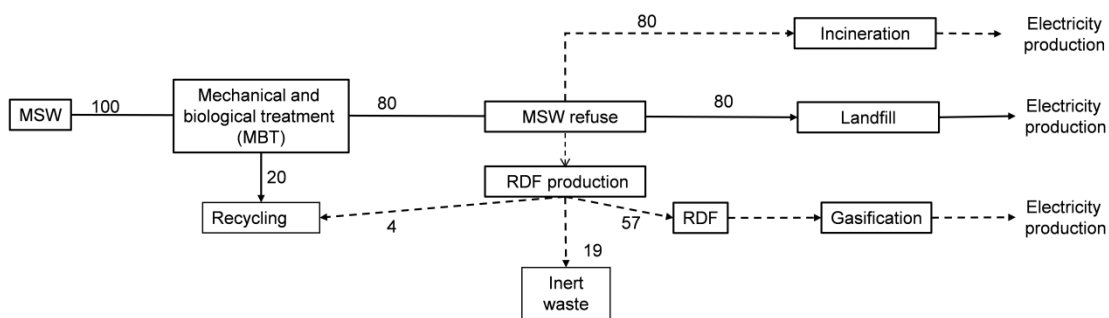 80
Incineration
Electricity
production
MSW
100
Mechanical and
biological treatment
(MBT)
80
MSW refuse
80
Landfill
Electricity
production
20
RDF production
Recycling
4
57
RDF
Gasification
Electricity
production
19
Inert
waste